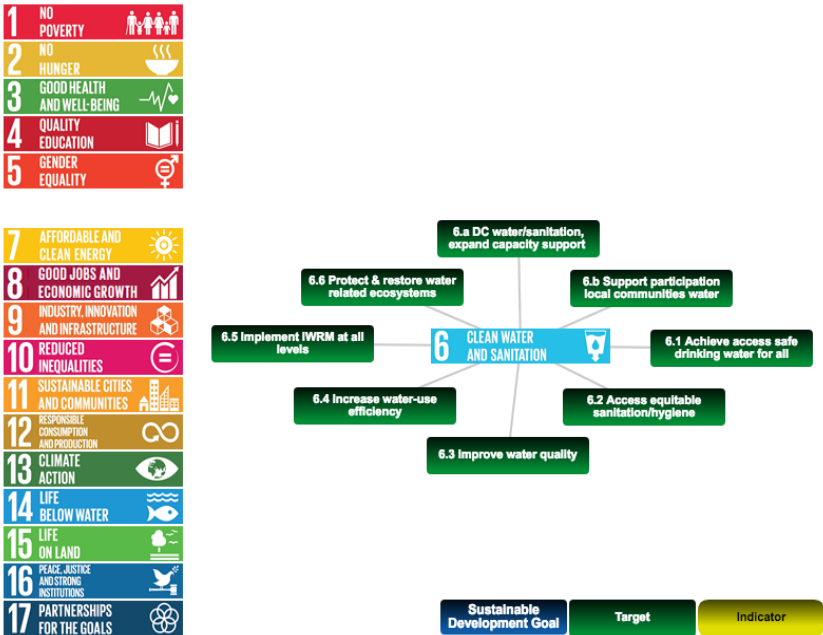 1 NO
POVERTY
2 NO
HUNGER
3 GOOD HEALTH
AND WELL-BEING
4 QUALITY
EDUCATION
5 GENDER
EQUALITY
7 AFFORDABLE AND
CLEAN ENERGY
8 GOOD JOBS AND
ECONOMIC GROWTH
9 INDUSTRY, INNOVATION
AND INFRASTRUCTURE
10 REDUCED
INEQUALITIES
11 SUSTAINABLE CITIES
AND COMMUNITIES
12 RESPONSIBLE
CONSUMPTION
AND PRODUCTION
13 CLIMATE
ACTION
14 LIFE
BELOW WATER
15 LIFE
ON LAND
16 PEACE, JUSTICE
AND STRONG
INSTITUTIONS
17 PARTNERSHIPS
FOR THE GOALS
6.a DC water/sanitation,
expand capacity support
6.6 Protect & restore water
related ecosystems
6.b Support participation
local communities water
6.5 Implement IWRM at all
levels
6 CLEAN WATER
AND SANITATION
6.1 Achieve access safe
drinking water for all
6.4 Increase water-use
efficiency
6.2 Access equitable
sanitation/hygiene
6.3 Improve water quality
Sustainable
Development Goal
Target
Indicator